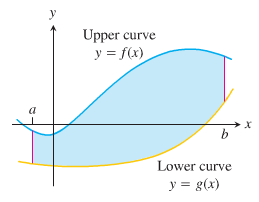 y
Upper curve
y = f(x)
a
x
b
Lower curve
y = g(x)